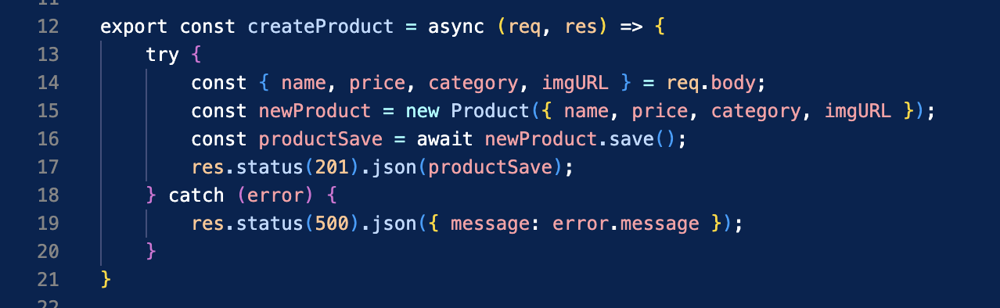 12 export const createProduct = async (req, res) => {
13     try {
14         const { name, price, category, imgURL } = req.body;
15         const newProduct = new Product({ name, price, category, imgURL });
16         const productSave = await newProduct.save();
17         res.status(201).json(productSave);
18     } catch (error) {
19         res.status(500).json({ message: error.message });
20     }
21 }